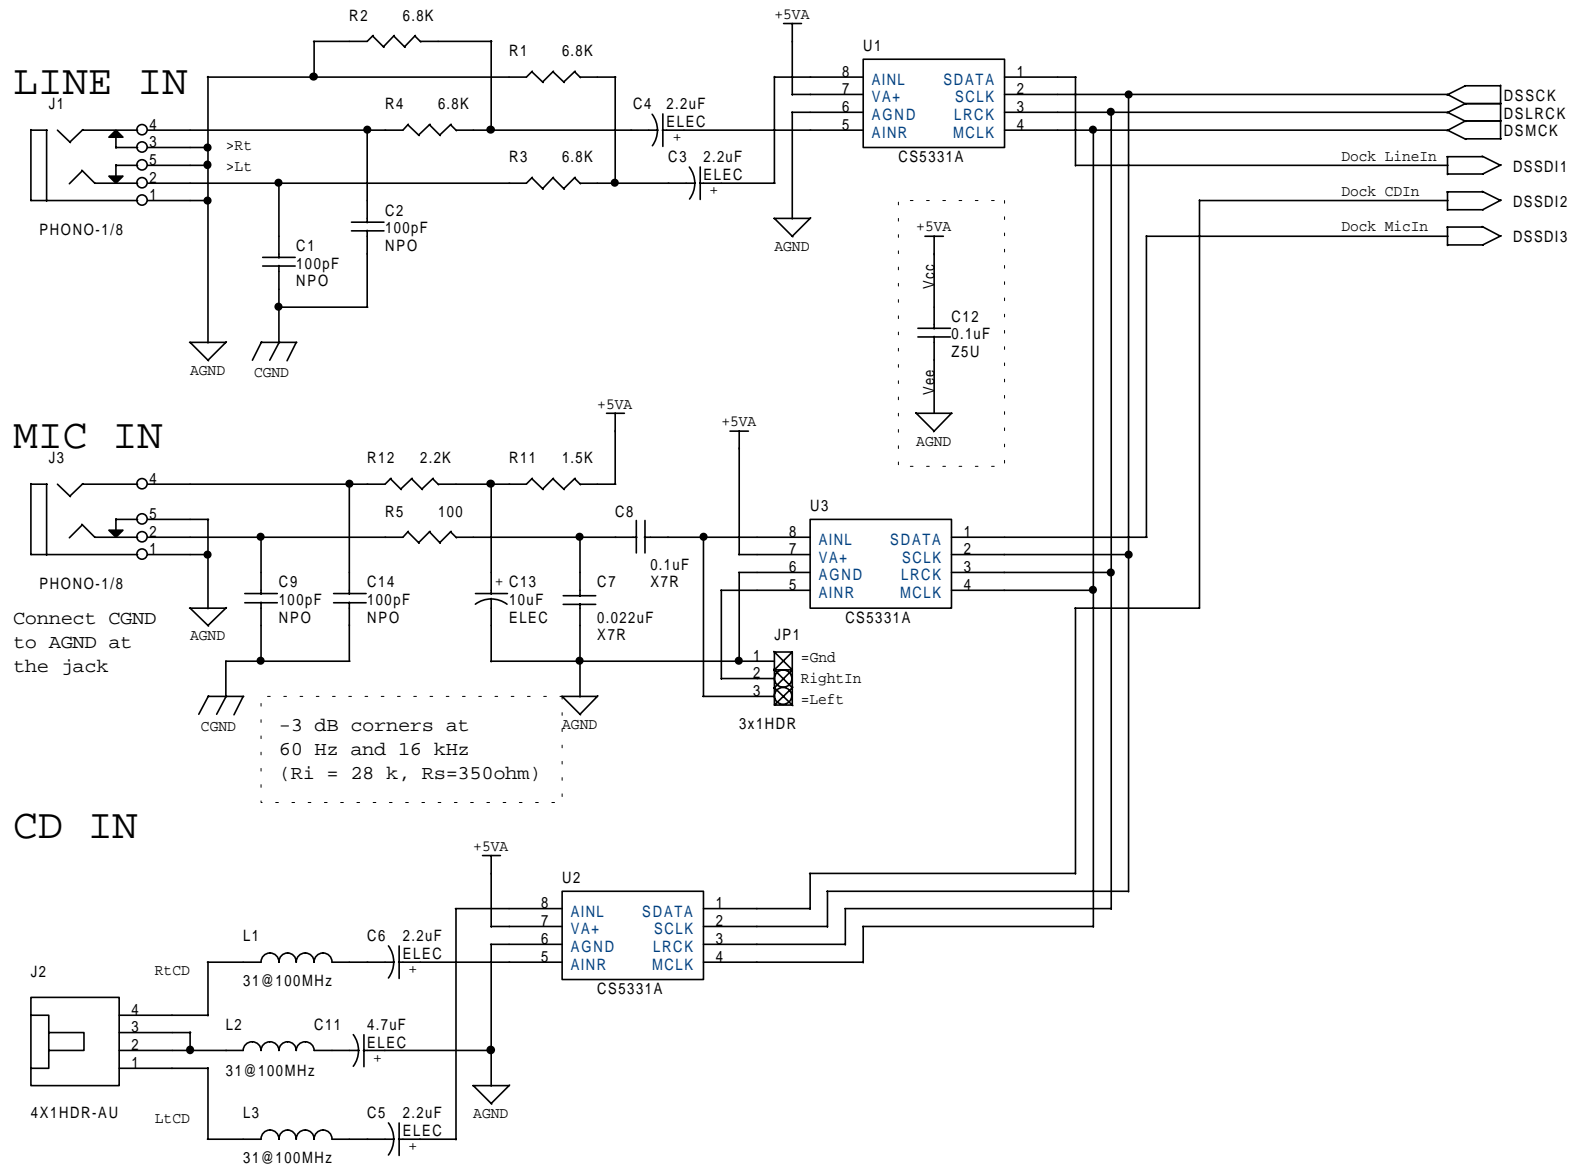 LINE IN
J1
4
3
5
2
1
>Rt
>Lt
PHONO-1/8
R2 6.8K
R1 6.8K
R4 6.8K
R3 6.8K
C1
100pF
NPO
C2
100pF
NPO
AGND
CGND
C4 2.2uF
ELEC
+
C3 2.2uF
ELEC
+
+5VA
AGND
U1
8 AINL SDATA 1
7 VA+ SCLK 2
6 AGND LRCK 3
5 AINR MCLK 4
CS5331A
DSSCK
DSLRCK
DSMCK
Dock LineIn DSSDI1
Dock CDIn DSSDI2
Dock MicIn DSSDI3
+5VA
Vcc
C12
0.1uF
Z5U
Vee
AGND
MIC IN
J3
4
5
2
1
PHONO-1/8
Connect CGND
to AGND at
the jack
AGND
R12 2.2K
R11 1.5K
+5VA
R5 100
C9
100pF
NPO
C14
100pF
NPO
+ C13
10uF
ELEC
C7
0.022uF
X7R
C8
0.1uF
X7R
CGND
AGND
-3 dB corners at
60 Hz and 16 kHz
(Ri = 28 k, Rs=350ohm)
+5VA
U3
8 AINL SDATA 1
7 VA+ SCLK 2
6 AGND LRCK 3
5 AINR MCLK 4
CS5331A
JP1
1 =Gnd
2 RightIn
3 =Left
3x1HDR
CD IN
J2
4
3
2
1
4X1HDR-AU
RtCD
LtCD
L1
31@100MHz
L2
31@100MHz
L3
31@100MHz
C6 2.2uF
ELEC
+
C11 4.7uF
ELEC
+
C5 2.2uF
ELEC
+
+5VA
AGND
U2
8 AINL SDATA 1
7 VA+ SCLK 2
6 AGND LRCK 3
5 AINR MCLK 4
CS5331A